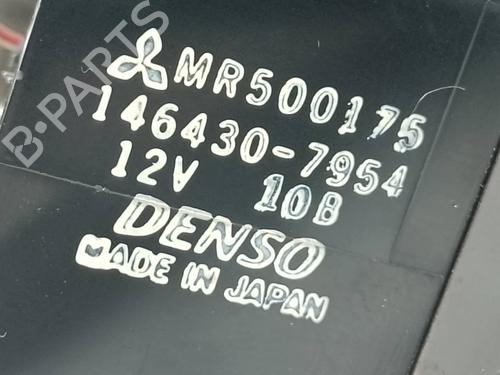 B-PARTS
MR500175
146430-7954
12V 10B
DENSO
MADE IN JAPAN